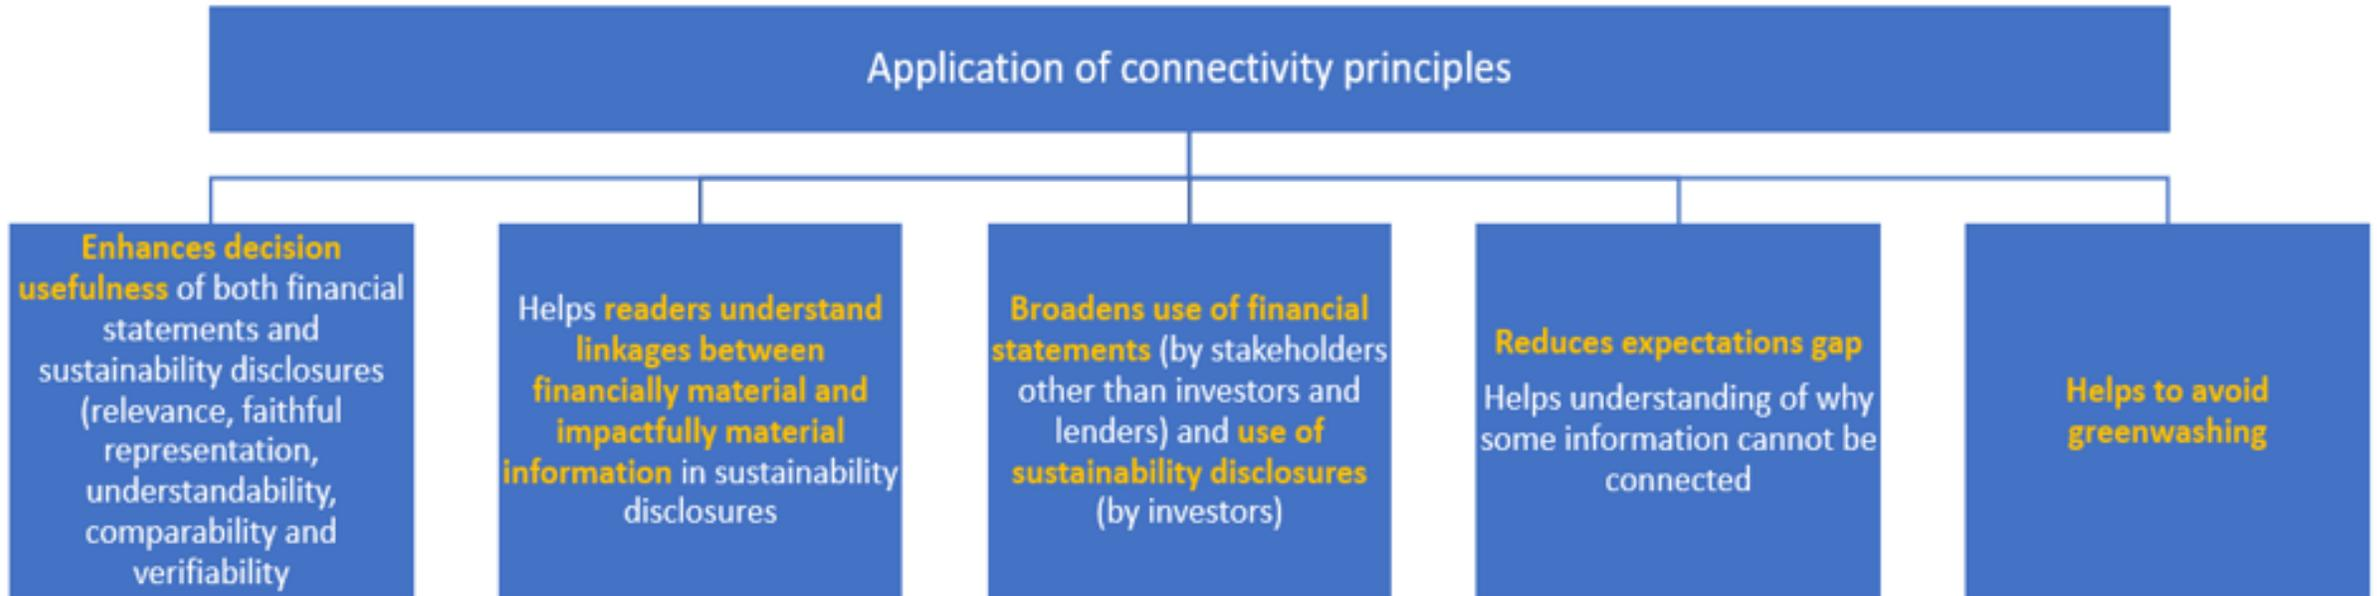 Application of connectivity principles
Enhances decision
usefulness of both financial
statements and
sustainability disclosures
(relevance, faithful
representation,
understandability,
comparability and
verifiability
Helps readers understand
linkages between
financially material and
impactfully material
information in sustainability
disclosures
Broadens use of financial
statements (by stakeholders
other than investors and
lenders) and use of
sustainability disclosures
(by investors)
Reduces expectations gap
Helps understanding of why
some information cannot be
connected
Helps to avoid
greenwashing